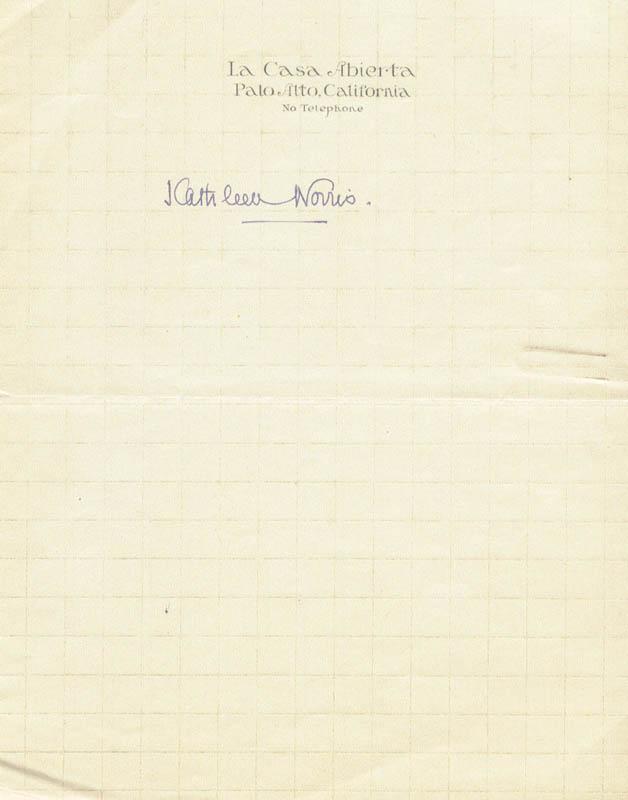 La Casa Abierta
Palo Alto, California
No Telephone
Kathleen Norris.